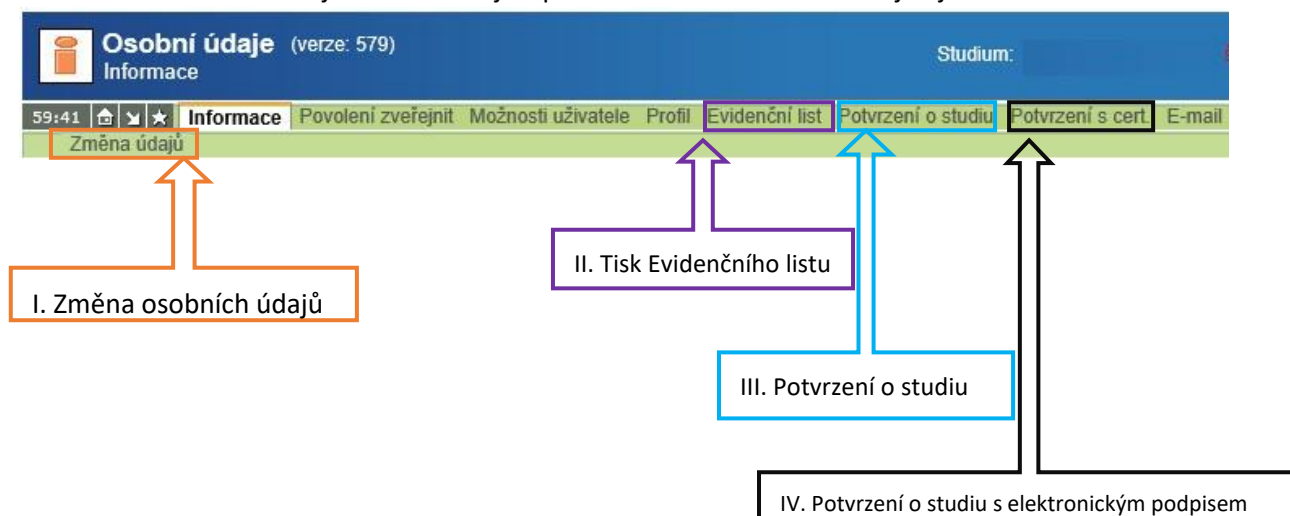 Osobní údaje (verze: 579)
Informace
Studium:
59:41 Informace Povolení zveřejnit Možnosti uživatele Profil Evidenční list Potvrzení o studiu Potvrzení s cert. E-mail
Změna údajů
II. Tisk Evidenčního listu
I. Změna osobních údajů
III. Potvrzení o studiu
IV. Potvrzení o studiu s elektronickým podpisem